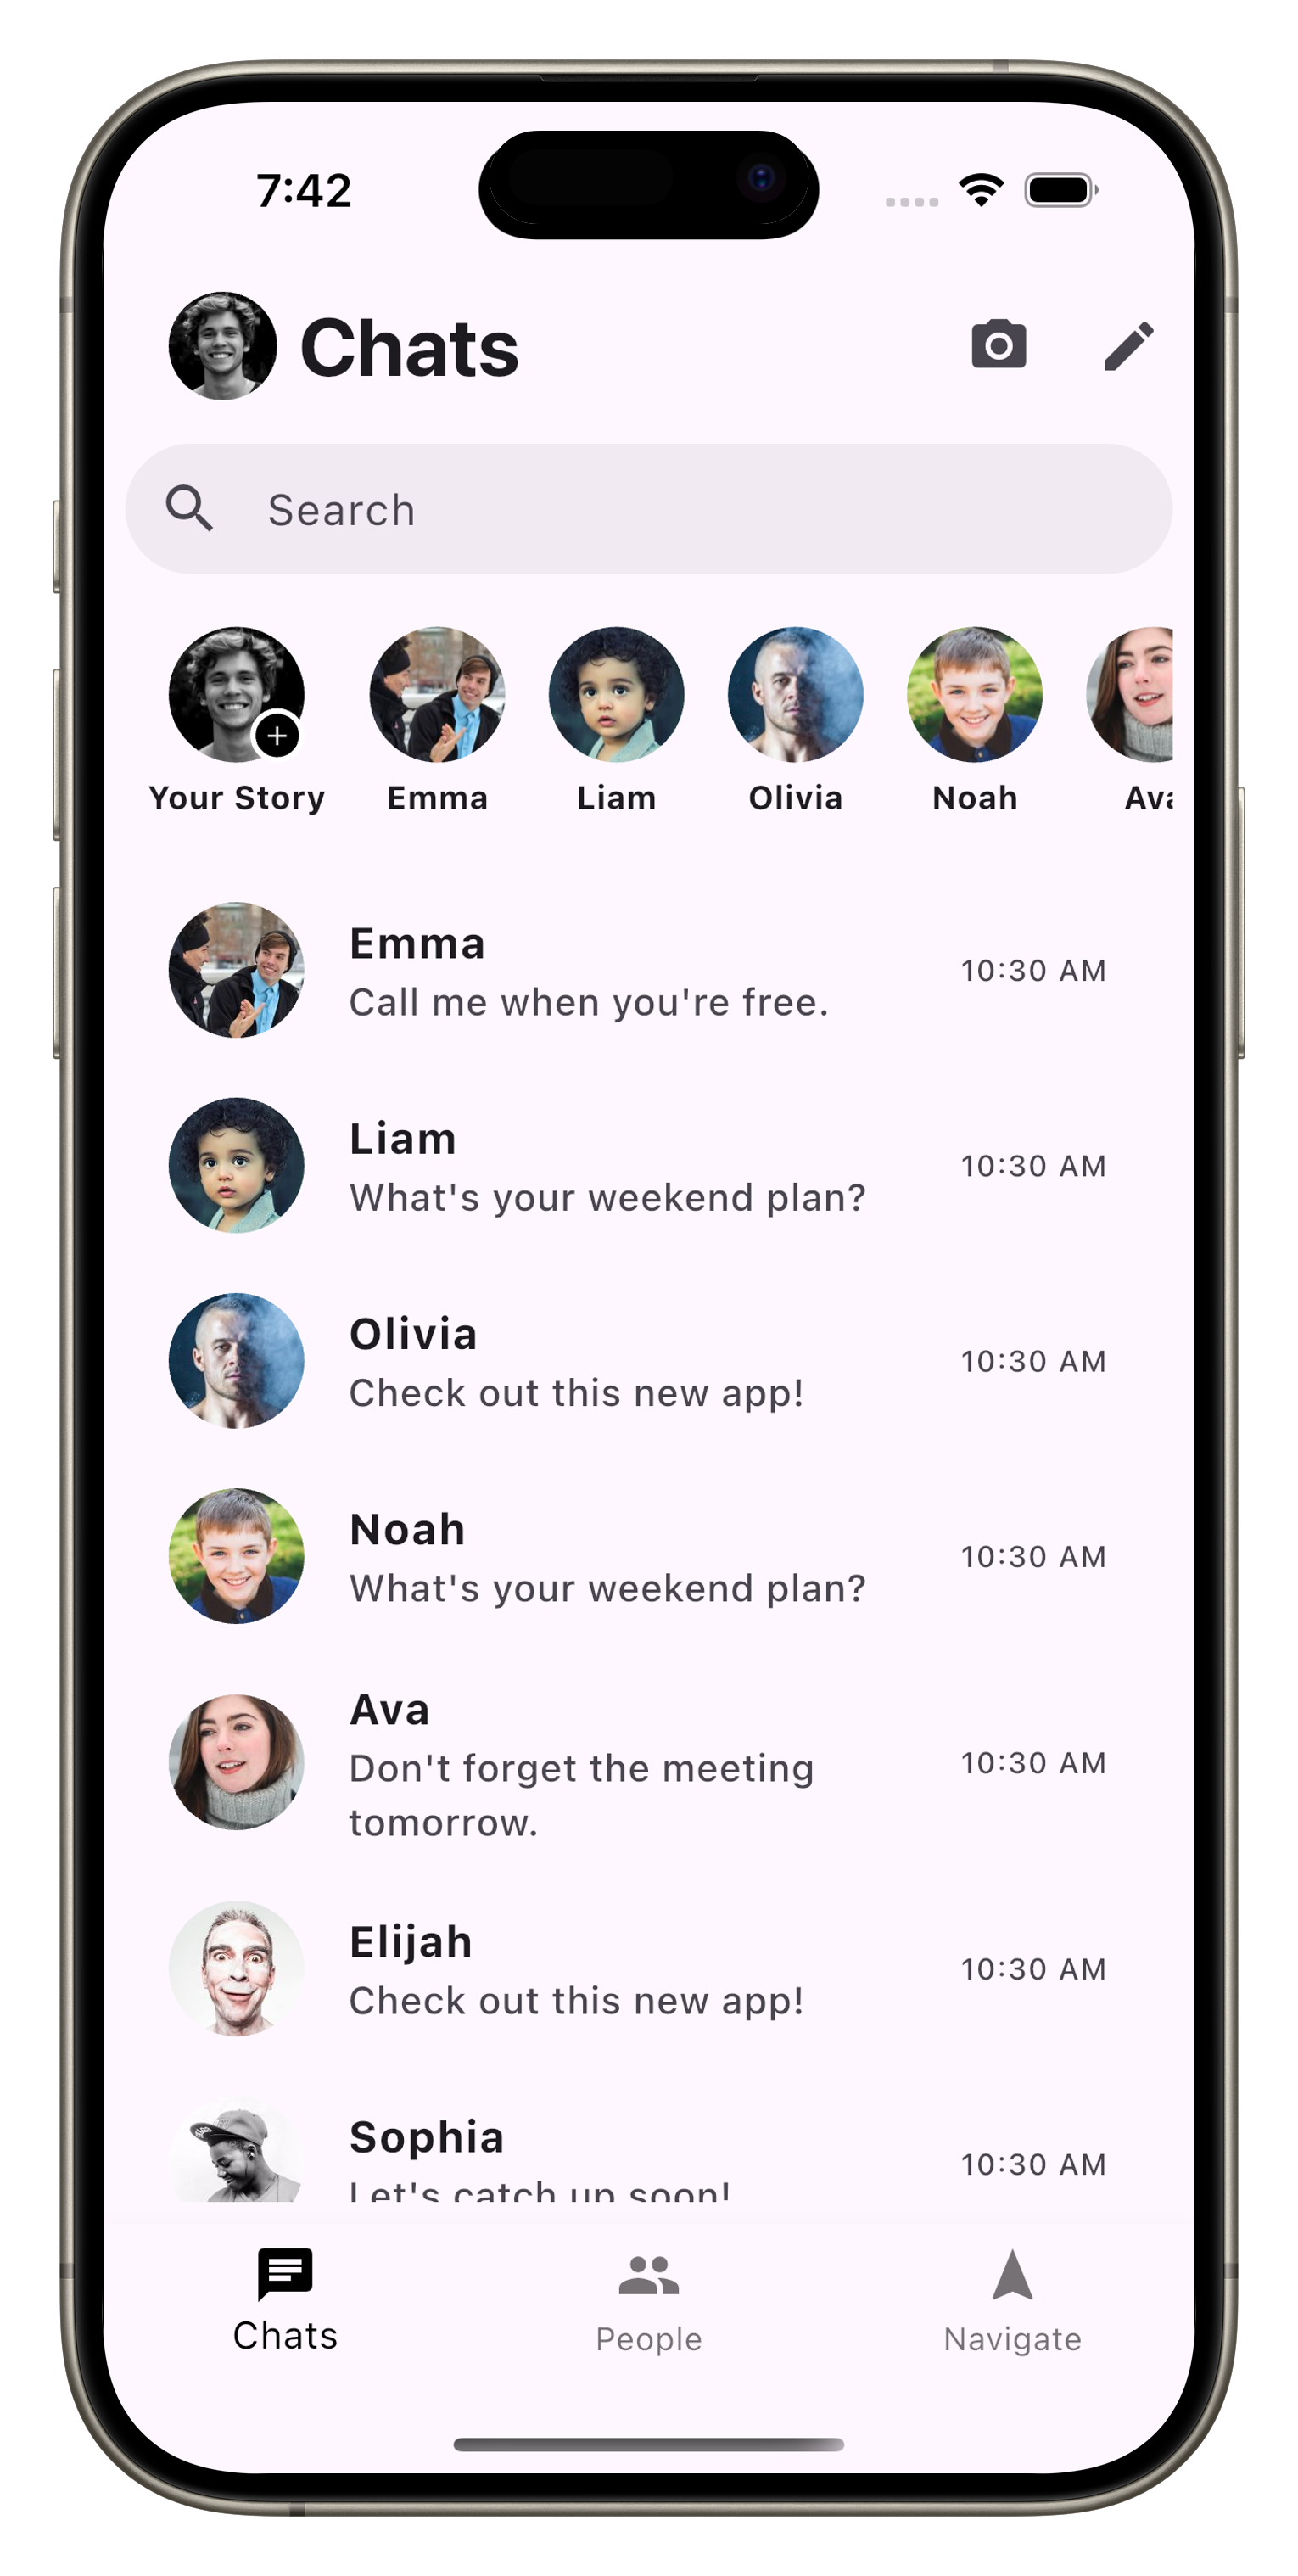 7:42
Chats
Search
Your Story Emma Liam Olivia Noah
Emma
Call me when you're free.
10:30 AM
Liam
What's your weekend plan?
10:30 AM
Olivia
Check out this new app!
10:30 AM
Noah
What's your weekend plan?
10:30 AM
Ava
Don't forget the meeting
tomorrow.
10:30 AM
Elijah
Check out this new app!
10:30 AM
Sophia
Let's catch up soon!
10:30 AM
Chats People Navigate